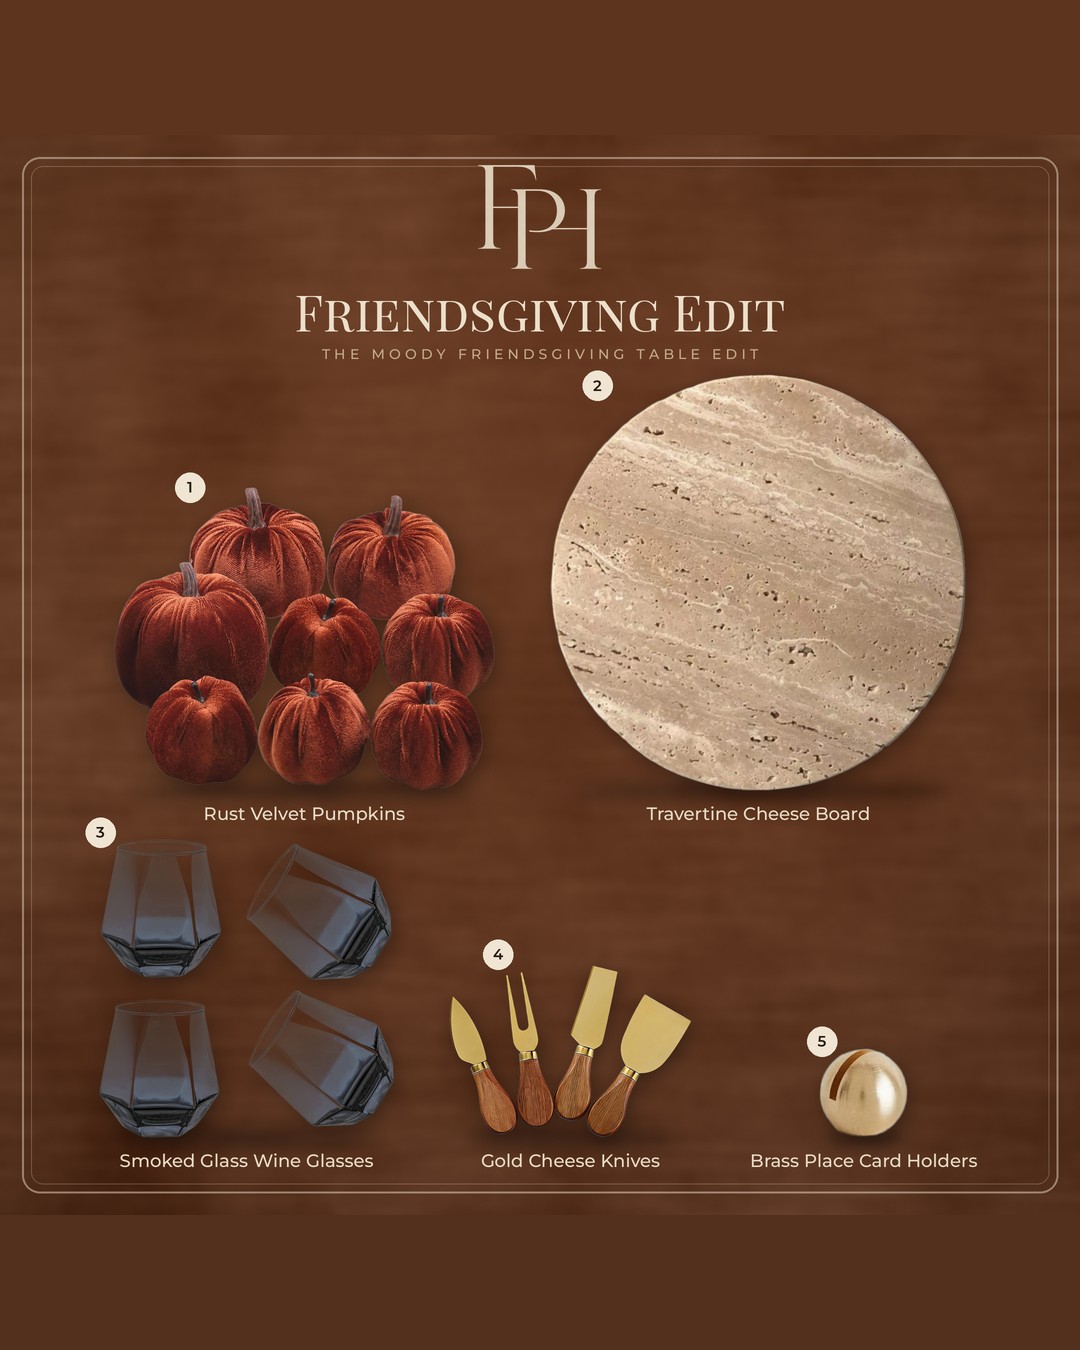 FPH
FRIENDSGIVING EDIT
THE MOODY FRIENDSGIVING TABLE EDIT
2
1
Rust Velvet Pumpkins
Travertine Cheese Board
3
4
5
Smoked Glass Wine Glasses
Gold Cheese Knives
Brass Place Card Holders